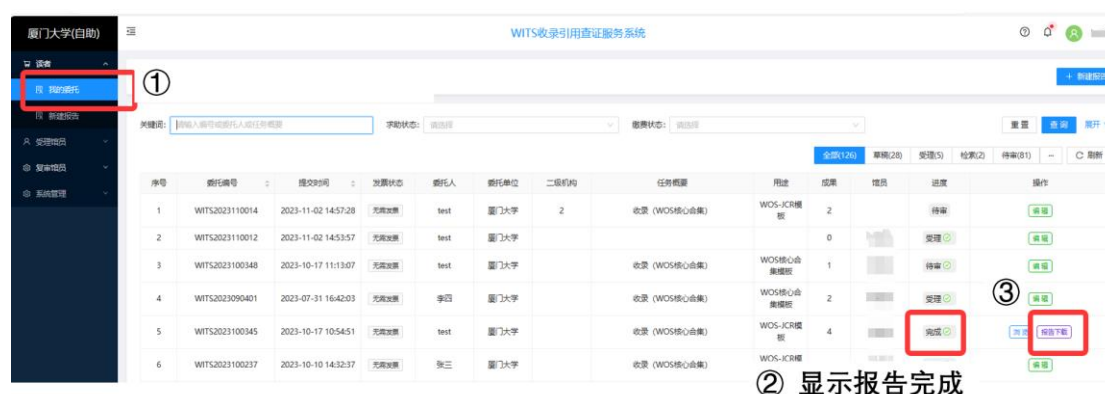 厦门大学(自助)
WITS收录引用查证服务系统
读者
我的委托
①
+ 新建报告
新建报告
关键词: 请输入编号或委托人或任务概要 求助状态: 请选择 缴费状态: 请选择 重置 查询 展开
受理馆员
全部(126) 草稿(28) 受理(5) 检索(2) 待审(81) ... 刷新
复审馆员
系统管理
序号 委托编号 提交时间 发票状态 委托人 委托单位 二级机构 任务概要 用途 成果 馆员 进度 操作
1 WITS2023110014 2023-11-02 14:57:28 无需发票 test 厦门大学 2 收录 (WOS核心合集) WOS-JCR模板 2 待审 编辑
2 WITS2023110012 2023-11-02 14:53:57 无需发票 test 厦门大学 0 受理 编辑
3 WITS2023100348 2023-10-17 11:13:07 无需发票 test 厦门大学 收录 (WOS核心合集) WOS核心合集模板 1 待审 编辑
4 WITS2023090401 2023-07-31 16:42:03 无需发票 李四 厦门大学 收录 (WOS核心合集) WOS核心合集模板 2 受理 ③ 编辑
5 WITS2023100345 2023-10-17 10:54:51 无需发票 test 厦门大学 收录 (WOS核心合集) WOS-JCR模板 4 完成 浏览 报告下载
6 WITS2023100237 2023-10-10 14:32:37 无需发票 张三 厦门大学 收录 (WOS核心合集) WOS-JCR模 编辑
② 显示报告完成